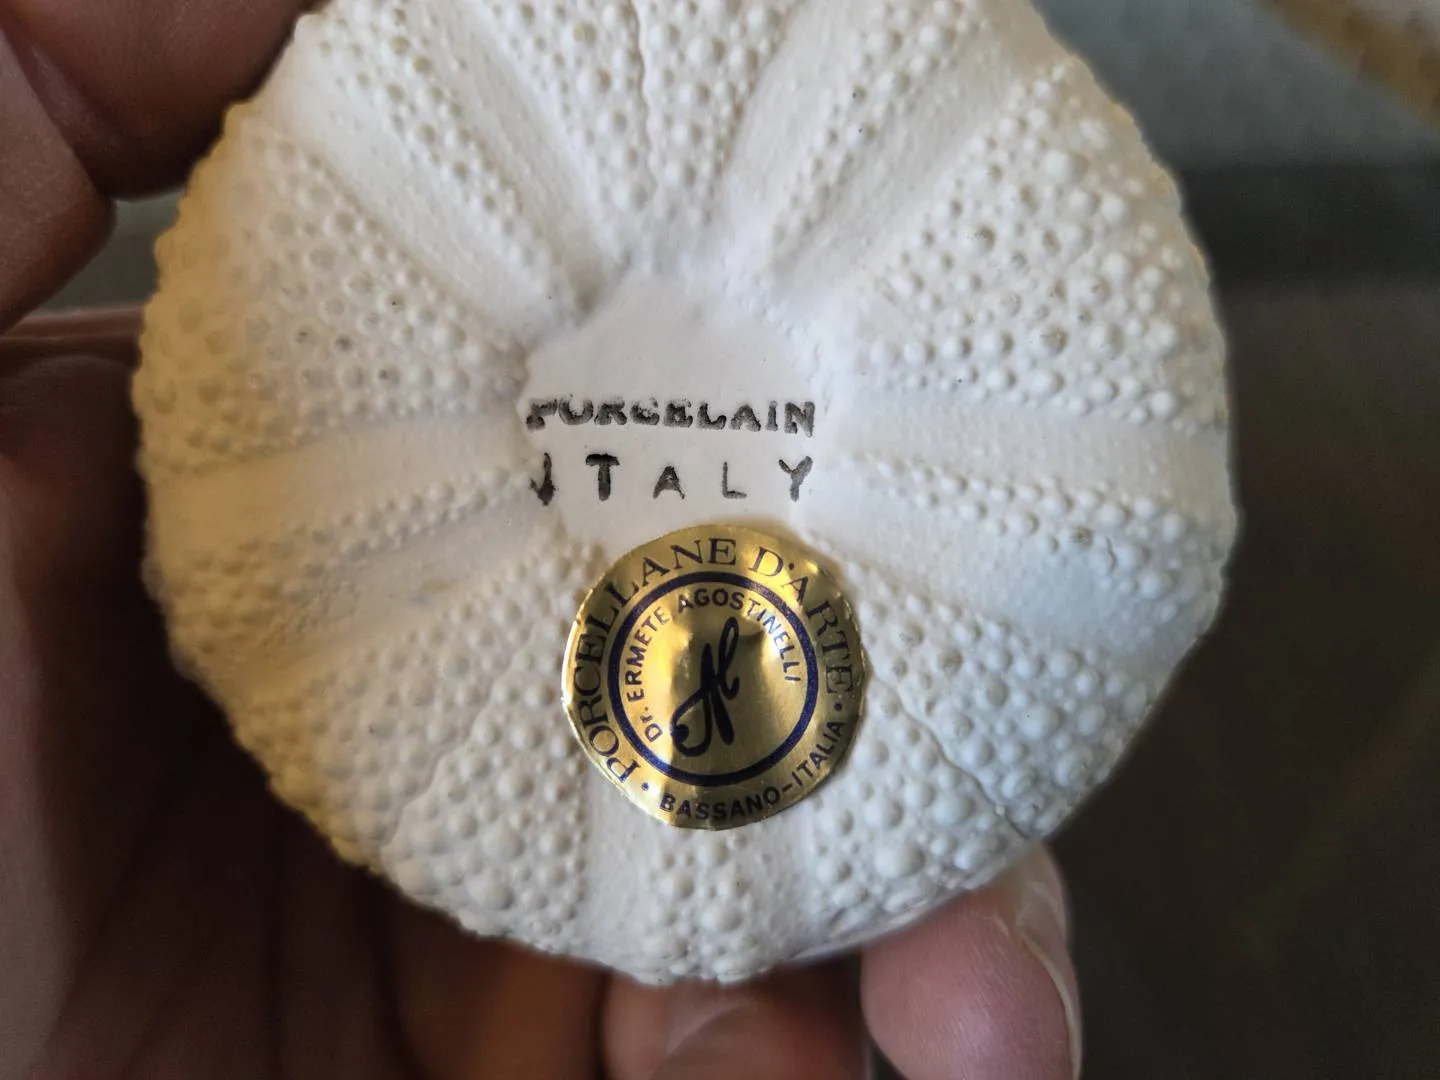 PORCELAIN
ITALY
PORCELLANE D'ARTE
Dr. ERMETE AGOSTINELLI
• BASSANO-ITALIA •